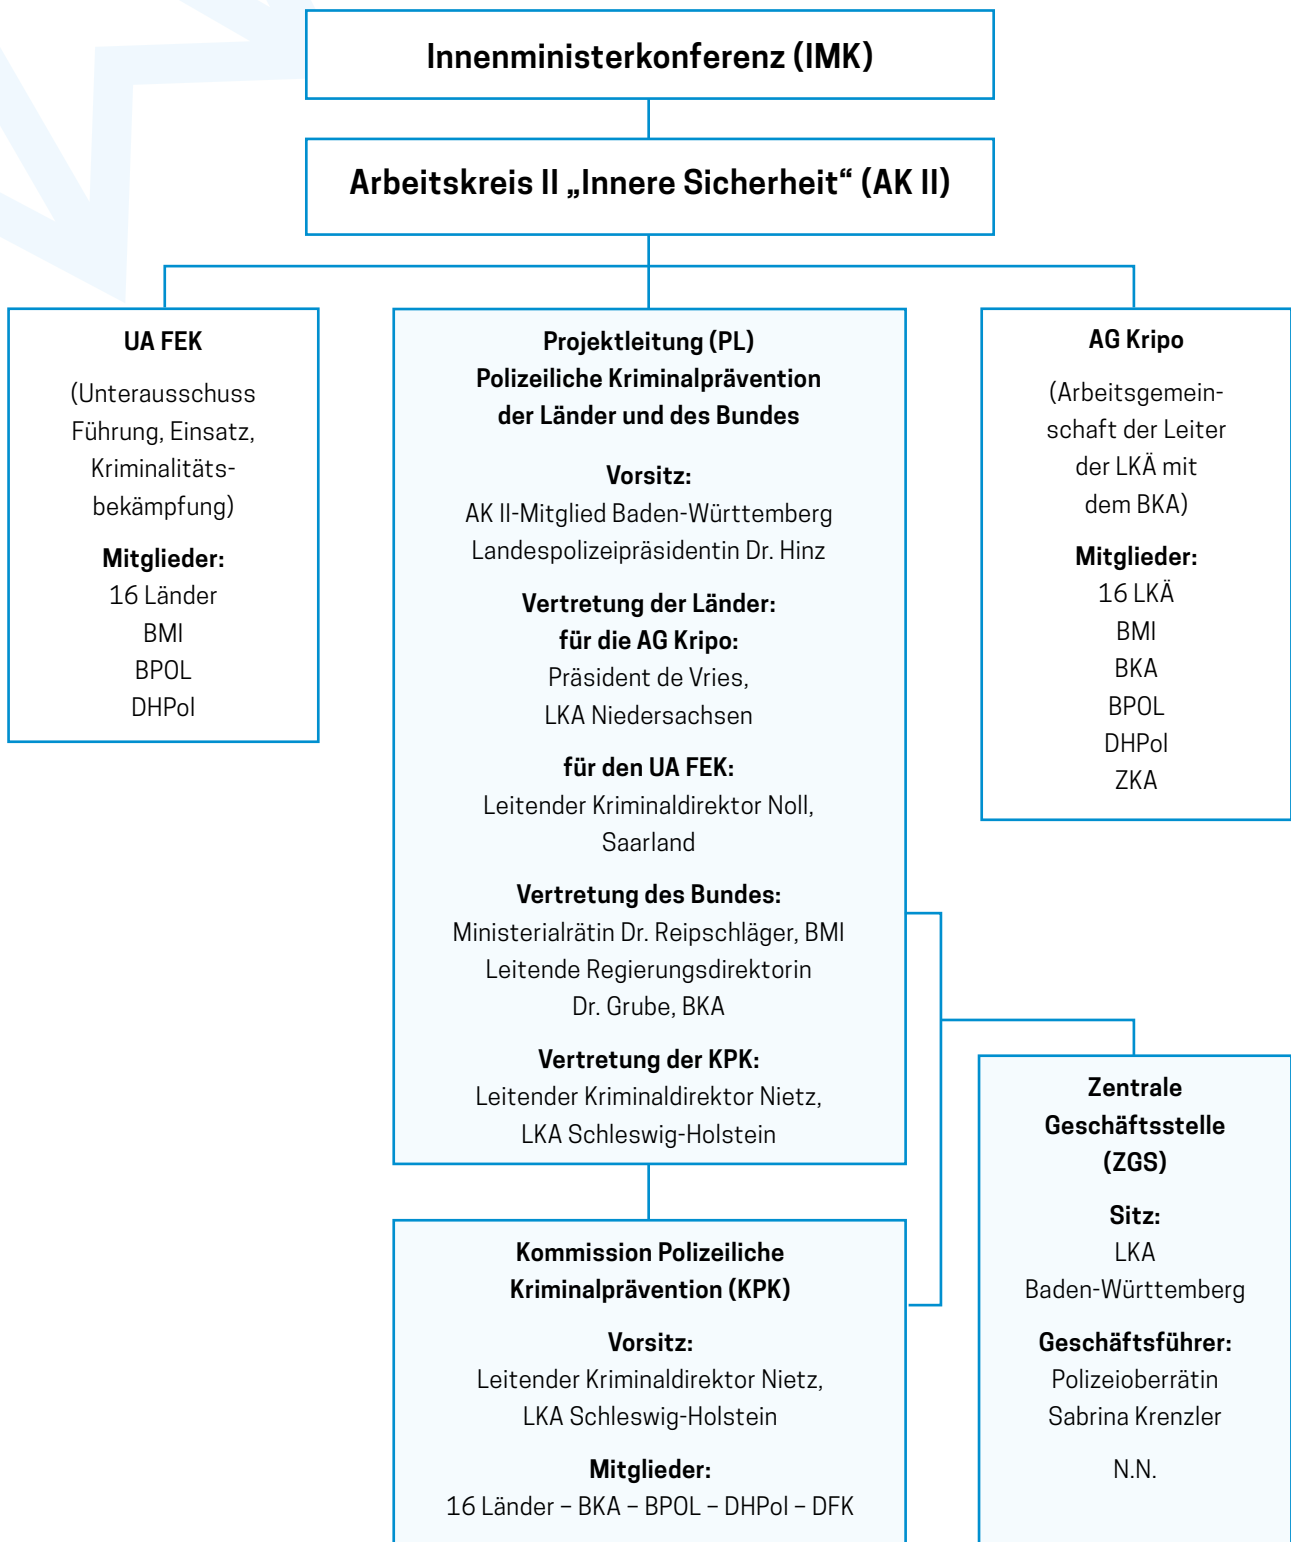 Innenministerkonferenz (IMK)
Arbeitskreis II „Innere Sicherheit“ (AK II)
UA FEK
(Unterausschuss
Führung, Einsatz,
Kriminalitäts-
bekämpfung)
Mitglieder:
16 Länder
BMI
BPOL
DHPol
Projektleitung (PL)
Polizeiliche Kriminalprävention
der Länder und des Bundes
Vorsitz:
AK II-Mitglied Baden-Württemberg
Landespolizeipräsidentin Dr. Hinz
Vertretung der Länder:
für die AG Kripo:
Präsident de Vries,
LKA Niedersachsen
für den UA FEK:
Leitender Kriminaldirektor Noll,
Saarland
Vertretung des Bundes:
Ministerialrätin Dr. Reipschläger, BMI
Leitende Regierungsdirektorin
Dr. Grube, BKA
Vertretung der KPK:
Leitender Kriminaldirektor Nietz,
LKA Schleswig-Holstein
AG Kripo
(Arbeitsgemein-
schaft der Leiter
der LKÄ mit
dem BKA)
Mitglieder:
16 LKÄ
BMI
BKA
BPOL
DHPol
ZKA
Kommission Polizeiliche
Kriminalprävention (KPK)
Vorsitz:
Leitender Kriminaldirektor Nietz,
LKA Schleswig-Holstein
Mitglieder:
16 Länder – BKA – BPOL – DHPol – DFK
Zentrale
Geschäftsstelle
(ZGS)
Sitz:
LKA
Baden-Württemberg
Geschäftsführer:
Polizeioberrätin
Sabrina Krenzler
N.N.